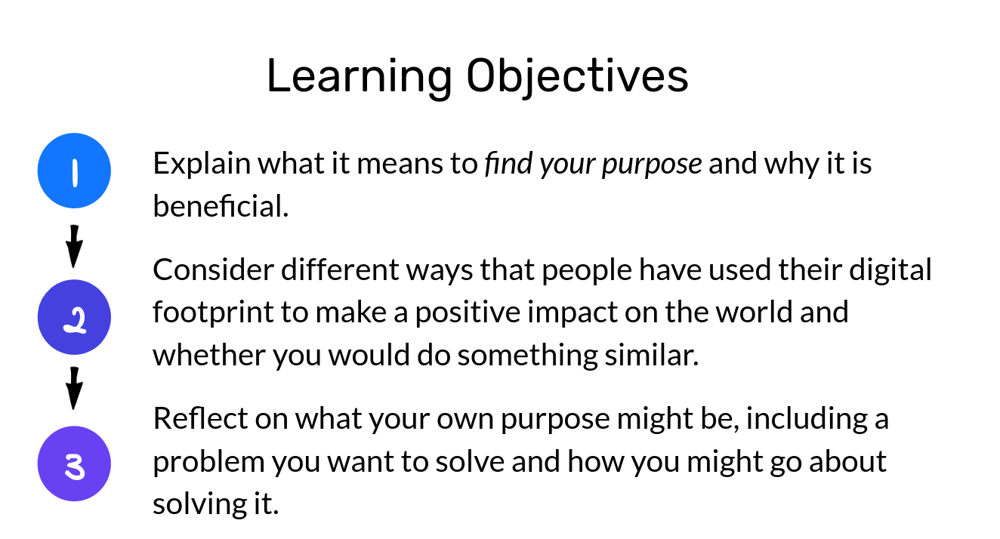 Learning Objectives
1
Explain what it means to find your purpose and why it is
beneficial.
2
Consider different ways that people have used their digital
footprint to make a positive impact on the world and
whether you would do something similar.
3
Reflect on what your own purpose might be, including a
problem you want to solve and how you might go about
solving it.